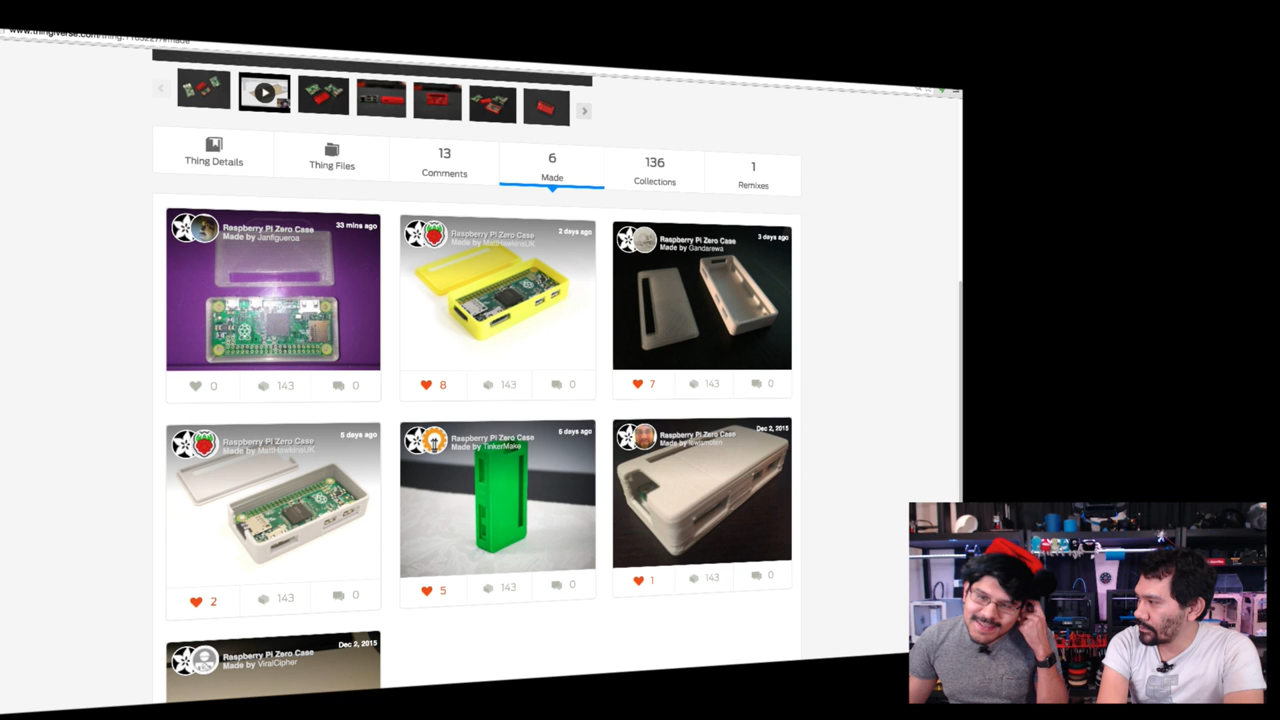 Thing Details
Thing Files
13
Comments
6
Made
136
Collections
1
Remixes
Raspberry Pi Zero Case
Made by Janfigueroa
33 mins ago
0
143
0
Raspberry Pi Zero Case
Made by MattHawkinsUK
2 days ago
8
143
0
Raspberry Pi Zero Case
Made by Gandarewa
3 days ago
7
143
0
Raspberry Pi Zero Case
Made by MattHawkinsUK
5 days ago
2
143
0
Raspberry Pi Zero Case
Made by TinkerMake
6 days ago
5
143
0
Raspberry Pi Zero Case
Made by
Dec 2, 2015
1
143
0
Raspberry Pi Zero Case
Made by ViralCipher
Dec 2, 2015